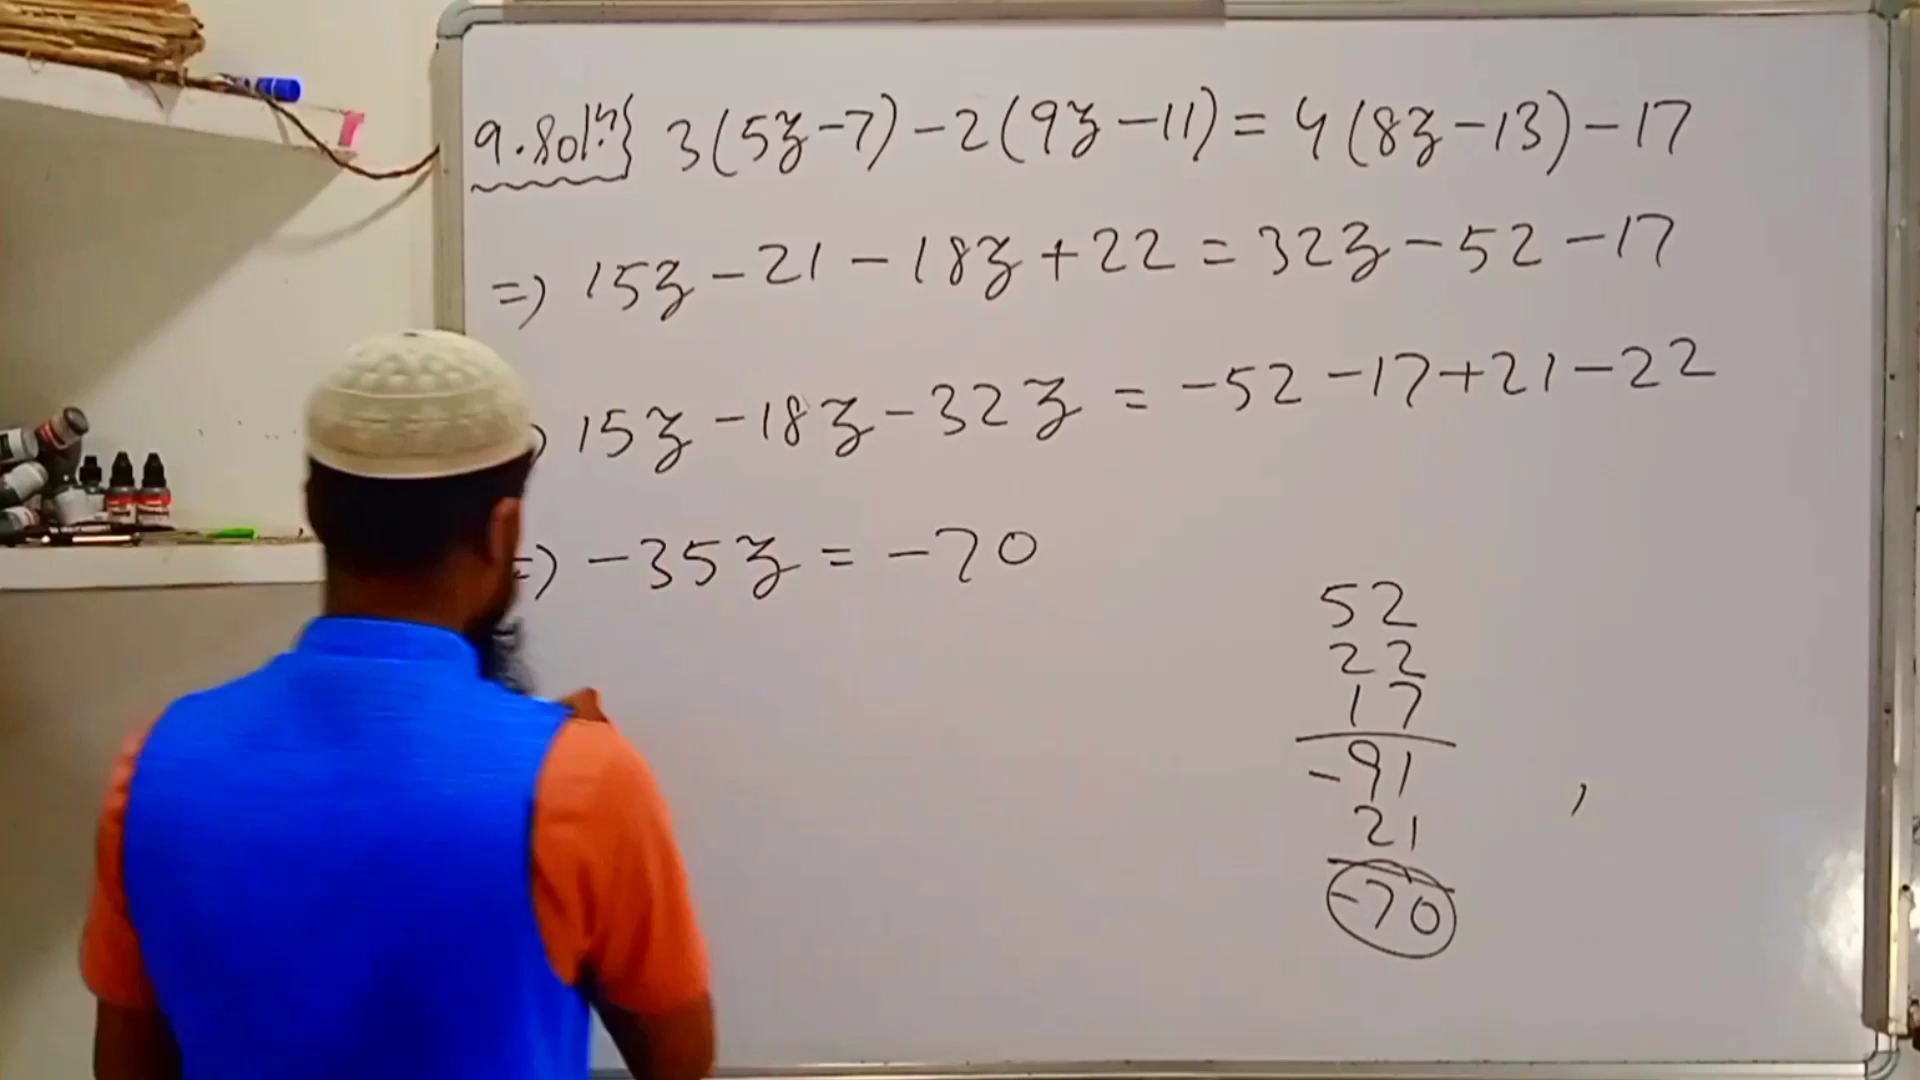 9. Sol.n} 3(5z-7)-2(9z-11)=4(8z-13)-17
=) 15z-21-18z+22=32z-52-17
) 15z-18z-32z=-52-17+21-22
=) -35z=-70
52
22
17
-91
21
-70